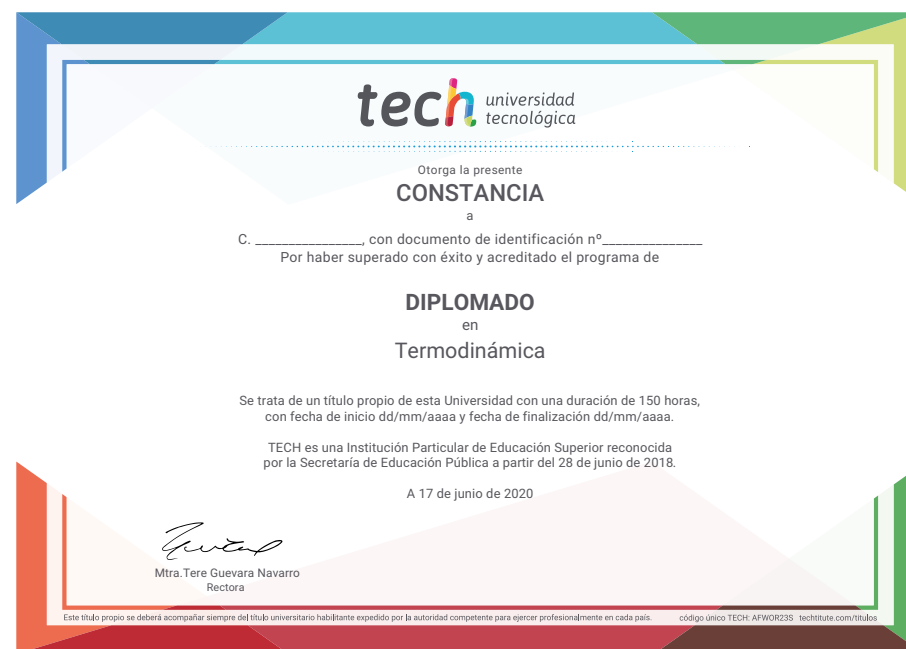 tech universidad
tecnológica
Otorga la presente
CONSTANCIA
a
C. ________________, con documento de identificación nº_______________
Por haber superado con éxito y acreditado el programa de
DIPLOMADO
en
Termodinámica
Se trata de un título propio de esta Universidad con una duración de 150 horas,
con fecha de inicio dd/mm/aaaa y fecha de finalización dd/mm/aaaa.
TECH es una Institución Particular de Educación Superior reconocida
por la Secretaría de Educación Pública a partir del 28 de junio de 2018.
A 17 de junio de 2020
Mtra.Tere Guevara Navarro
Rectora
Este título propio se deberá acompañar siempre del título universitario habilitante expedido por la autoridad competente para ejercer profesionalmente en cada país. código único TECH: AFWOR23S techtitute.com/titulos